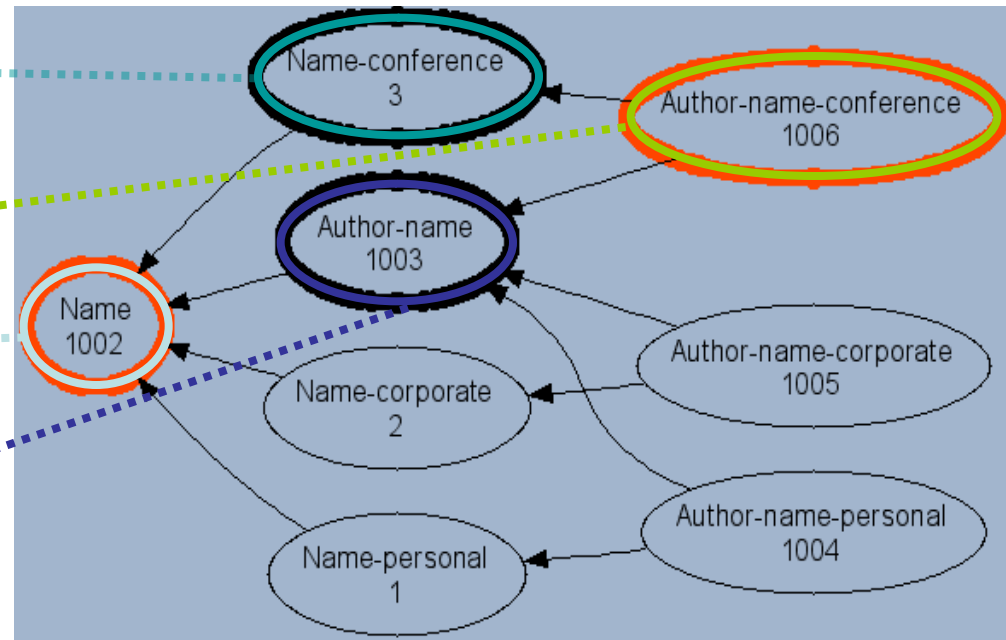 Name-conference
3
Author-name-conference
1006
Author-name
1003
Name
1002
Author-name-corporate
1005
Name-corporate
2
Author-name-personal
1004
Name-personal
1